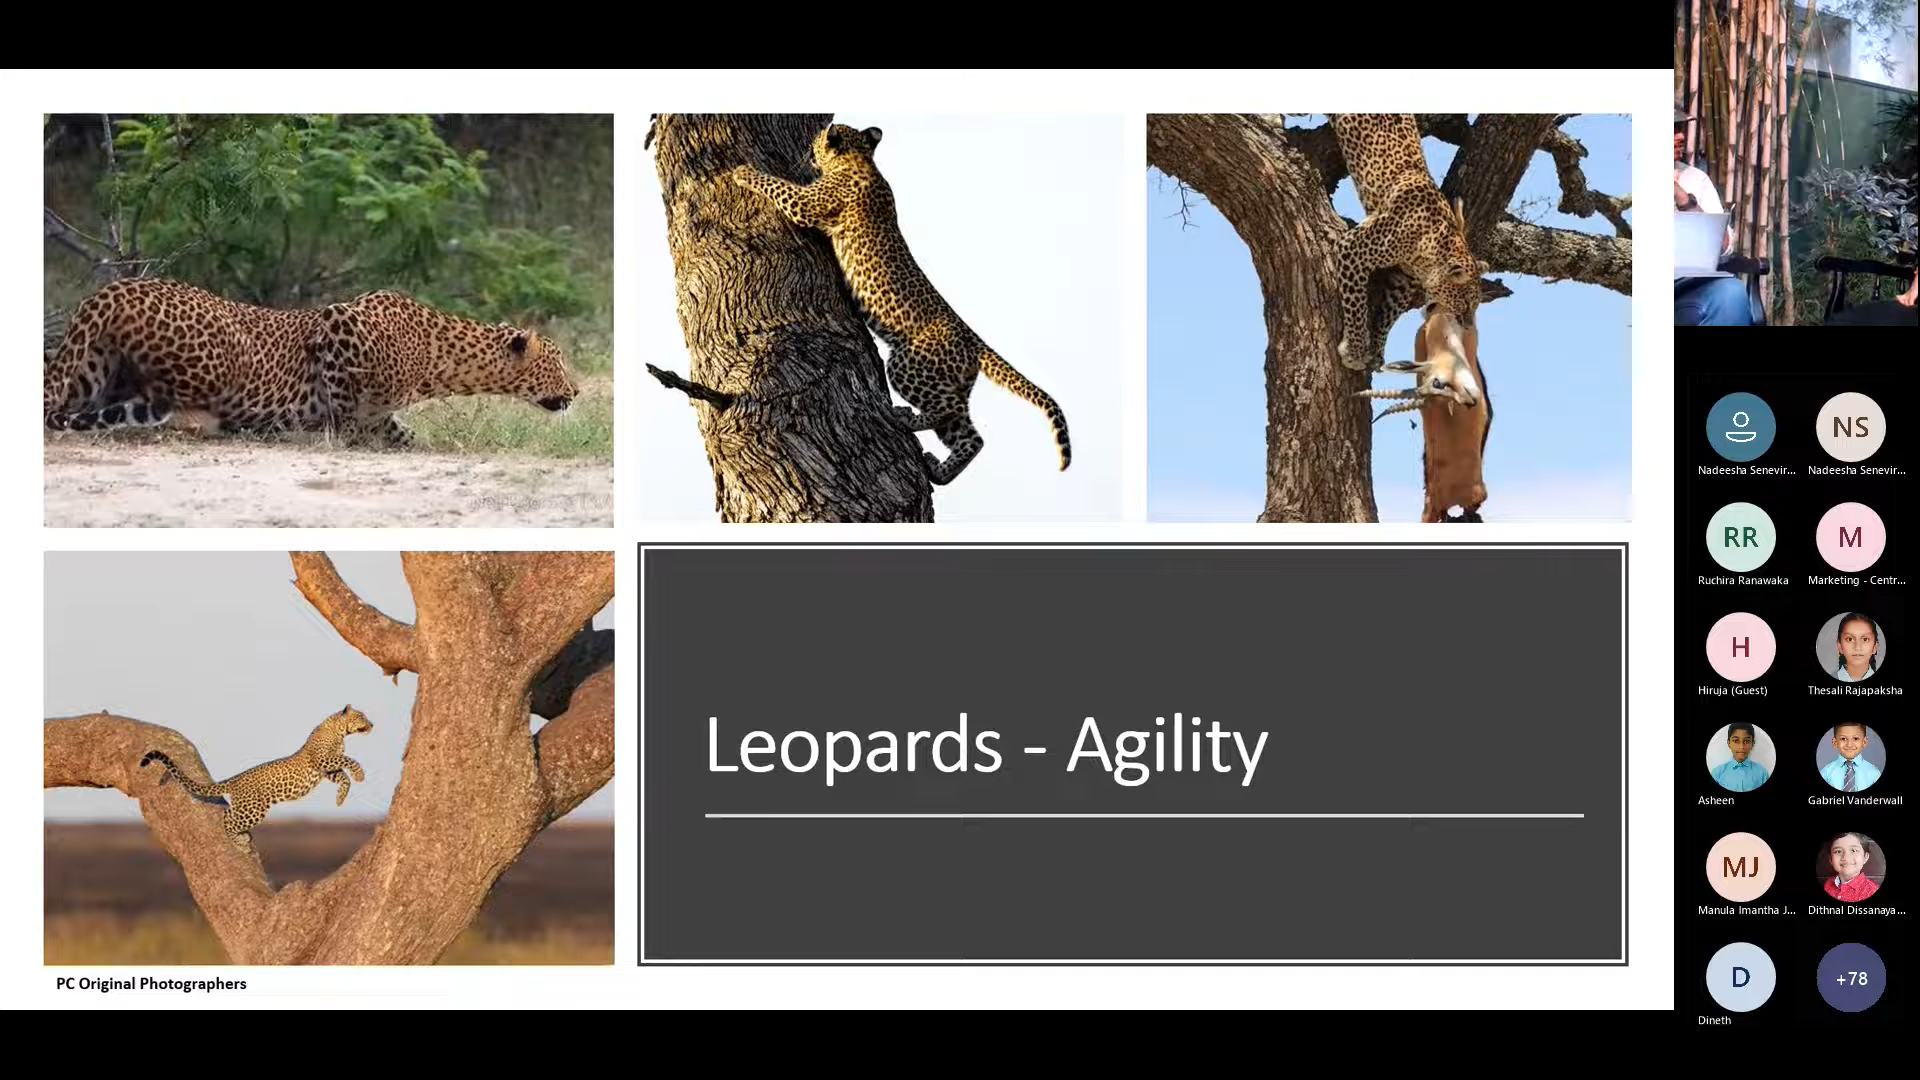 Leopards - Agility
PC Original Photographers
Nadeesha Senevir...
NS
Nadeesha Senevir...
RR
Ruchira Ranawaka
M
Marketing - Centr...
H
Hiruja (Guest)
Thesali Rajapaksha
Asheen
Gabriel Vanderwall
MJ
Manula Imantha J...
Dithnal Dissanaya...
D
Dineth
+78